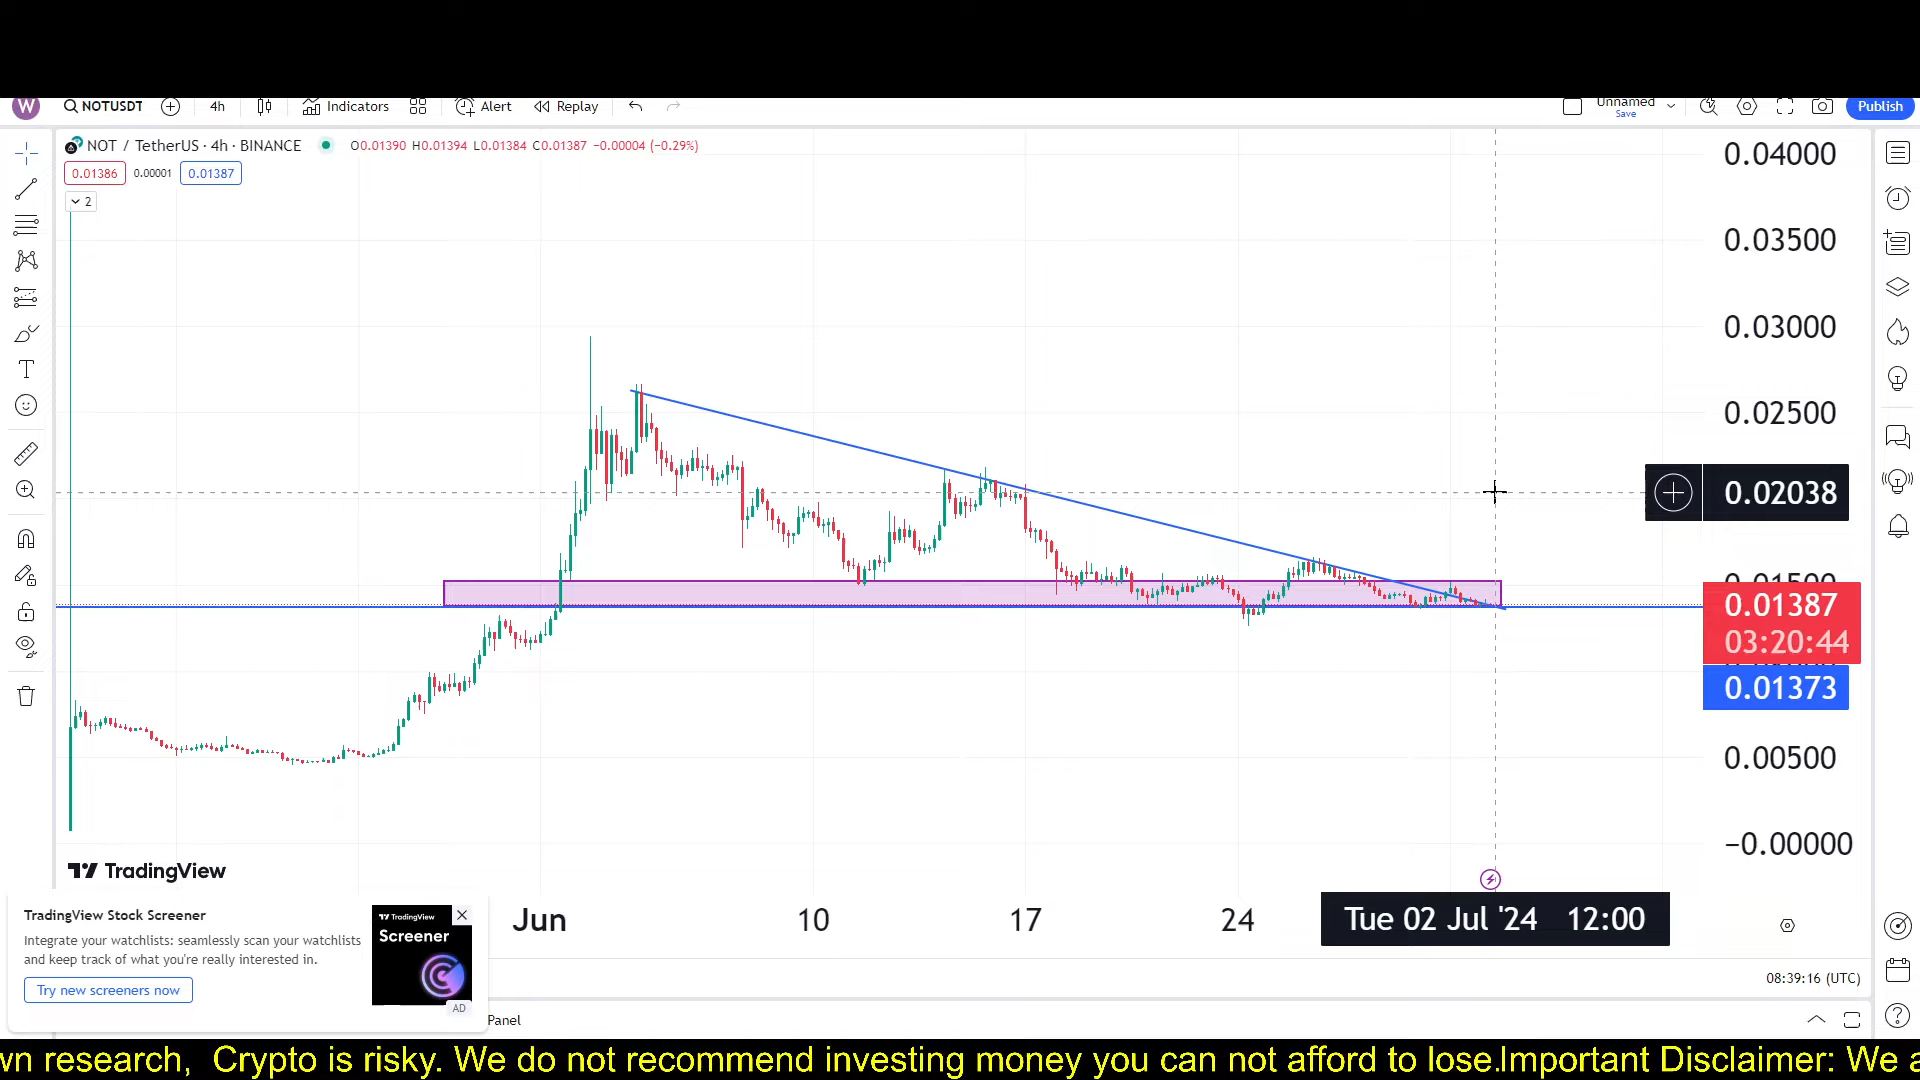 W NOTUSDT 4h Indicators Alert Replay Unnamed Save Publish
NOT / TetherUS · 4h · BINANCE O0.01390 H0.01394 L0.01384 C0.01387 −0.00004 (−0.29%)
0.01386 0.00001 0.01387
2
0.04000
0.03500
0.03000
0.02500
0.02038
0.01500
0.01387
03:20:44
0.01373
0.00500
−0.00000
TradingView
Jun 10 17 24 Tue 02 Jul '24 12:00
TradingView Stock Screener
Integrate your watchlists: seamlessly scan your watchlists
and keep track of what you're really interested in.
Try new screeners now
TradingView
Screener
AD
08:39:16 (UTC)
Panel
wn research, Crypto is risky. We do not recommend investing money you can not afford to lose.Important Disclaimer: We a